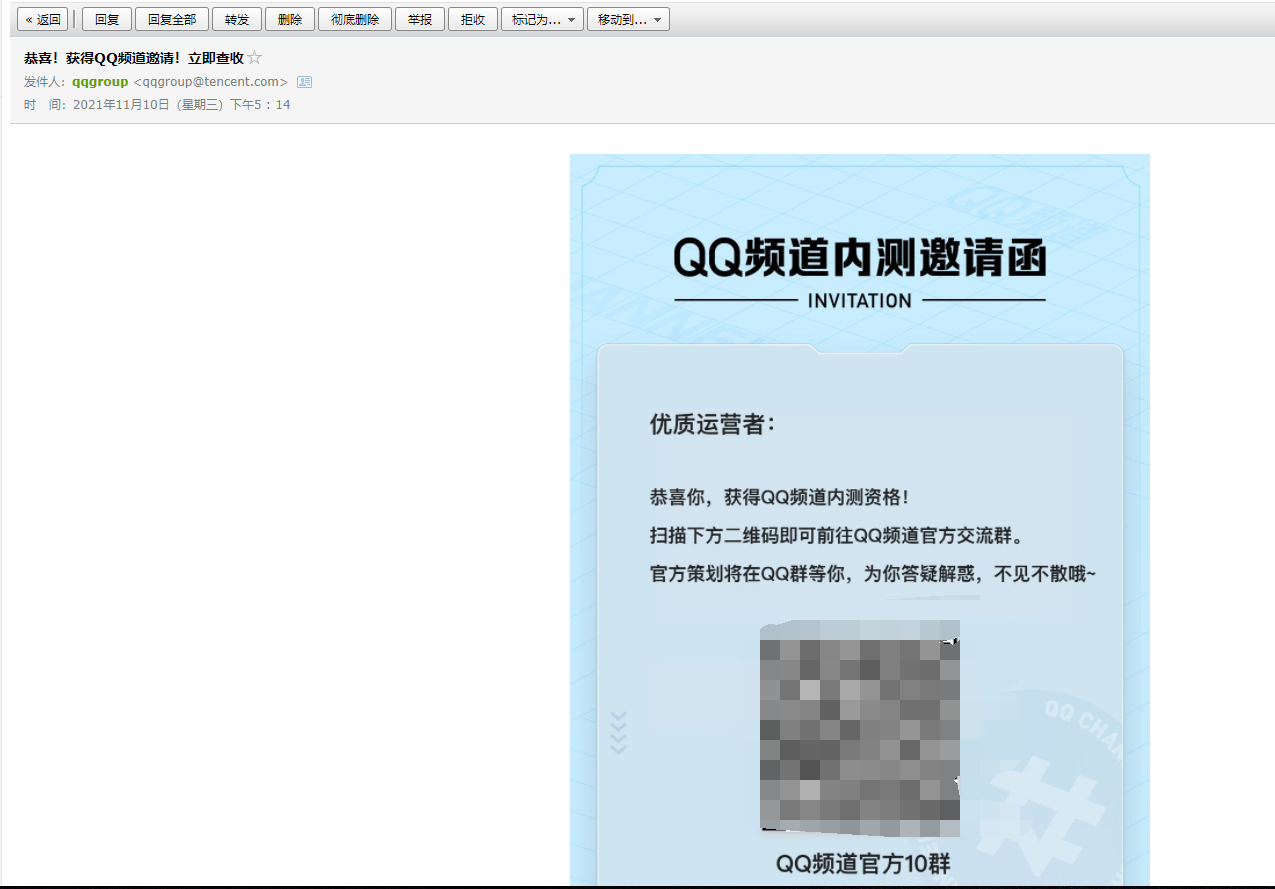 « 返回 | 回复 回复全部 转发 删除 彻底删除 举报 拒收 标记为... 移动到...
恭喜！获得QQ频道邀请！立即查收
发件人：qqgroup <qqgroup@tencent.com>
时 间：2021年11月10日（星期三）下午5：14
QQ频道
QQ频道内测邀请函
INVITATION
优质运营者：
恭喜你，获得QQ频道内测资格！
扫描下方二维码即可前往QQ频道官方交流群。
官方策划将在QQ群等你，为你答疑解惑，不见不散哦~
QQ CHAN
QQ频道官方10群